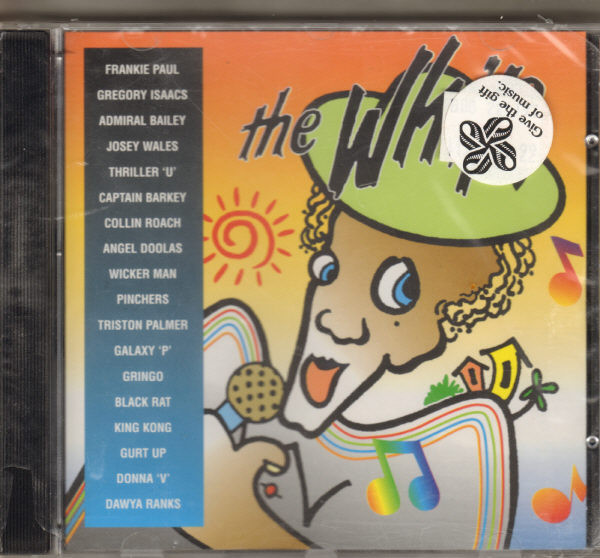 FRANKIE PAUL
GREGORY ISAACS
ADMIRAL BAILEY
JOSEY WALES
THRILLER 'U'
CAPTAIN BARKEY
COLLIN ROACH
ANGEL DOOLAS
WICKER MAN
PINCHERS
TRISTON PALMER
GALAXY 'P'
GRINGO
BLACK RAT
KING KONG
GURT UP
DONNA 'V'
DAWYA RANKS
the
Give the gift
of music.